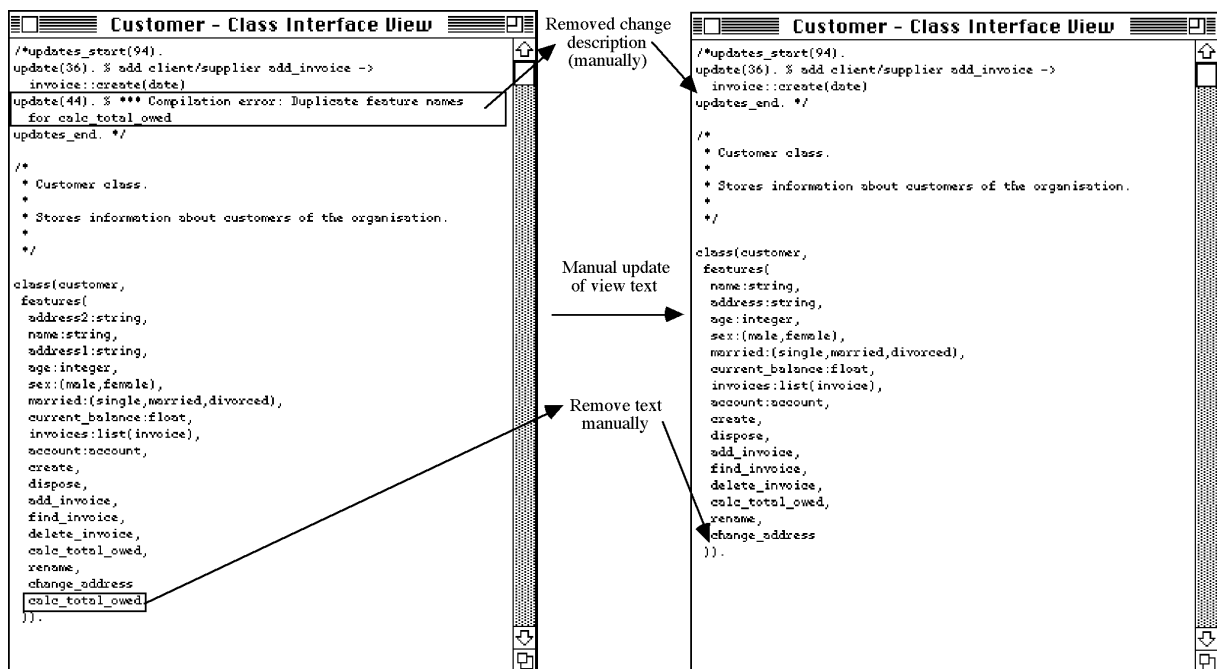 Customer - Class Interface View
/*updates_start(94).
update(36). % add client/supplier add_invoice ->
invoice::create(date)
update(44). % *** Compilation error: Duplicate feature names
for calc_total_owed
updates_end. */
/*
* Customer class.
*
* Stores information about customers of the organisation.
*
*/
class(customer,
features(
address2:string,
name:string,
address1:string,
age:integer,
sex:(male,female),
married:(single,married,divorced),
current_balance:float,
invoices:list(invoice),
account:account,
create,
dispose,
add_invoice,
find_invoice,
delete_invoice,
calc_total_owed,
rename,
change_address
calc_total_owed
)).
Removed change
description
(manually)
Manual update
of view text
Remove text
manually
Customer - Class Interface View
/*updates_start(94).
update(36). % add client/supplier add_invoice ->
invoice::create(date)
updates_end. */
/*
* Customer class.
*
* Stores information about customers of the organisation.
*
*/
class(customer,
features(
name:string,
address:string,
age:integer,
sex:(male,female),
married:(single,married,divorced),
current_balance:float,
invoices:list(invoice),
account:account,
create,
dispose,
add_invoice,
find_invoice,
delete_invoice,
calc_total_owed,
rename,
change_address
)).